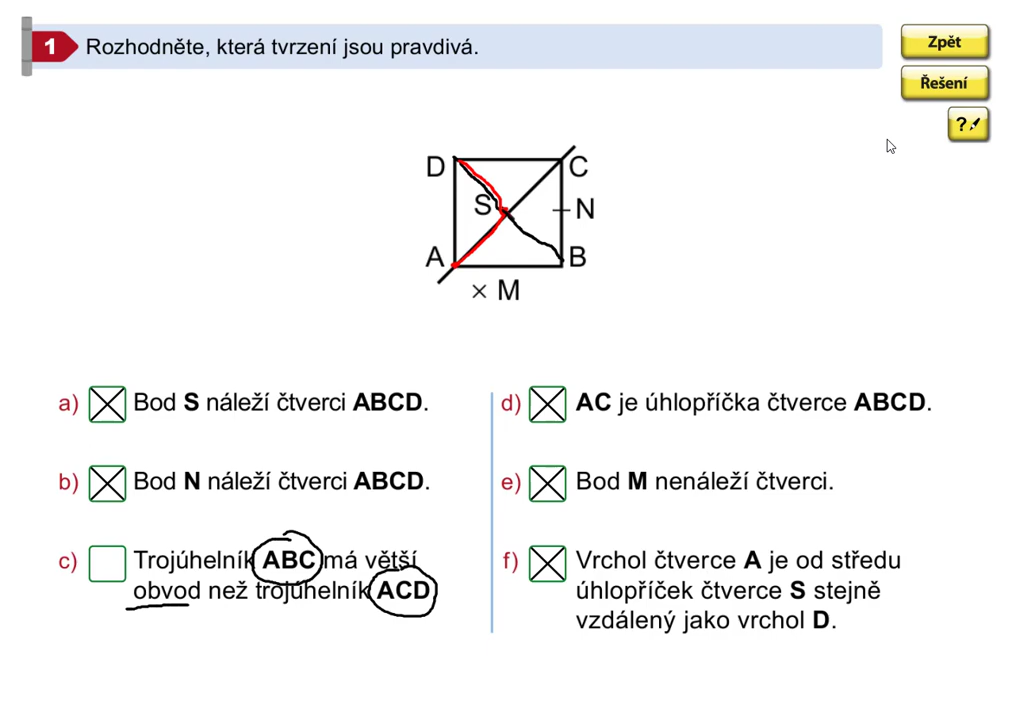 1 Rozhodněte, která tvrzení jsou pravdivá.
Zpět
Řešení
?
D C
S N
A B
× M
a) Bod S náleží čtverci ABCD.
b) Bod N náleží čtverci ABCD.
c) Trojúhelník ABC má větší
obvod než trojúhelník ACD
d) AC je úhlopříčka čtverce ABCD.
e) Bod M nenáleží čtverci.
f) Vrchol čtverce A je od středu
úhlopříček čtverce S stejně
vzdálený jako vrchol D.